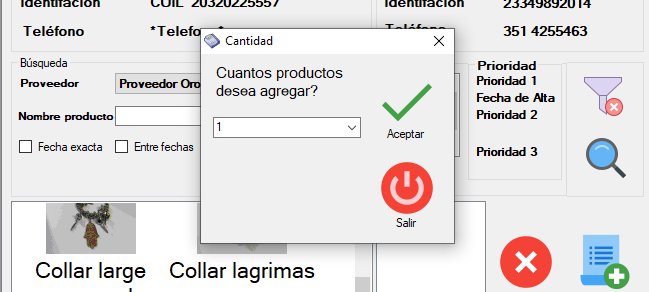 Identifación
CUIL 20320225557
Identifación
23349892014
Teléfono
*Telefo
Teléfono
351 4255463
Cantidad
Cuantos productos
desea agregar?
1
Aceptar
Salir
Búsqueda
Proveedor
Proveedor Oro
Nombre producto
Fecha exacta
Entre fechas
Prioridad
Prioridad 1
Fecha de Alta
Prioridad 2
Prioridad 3
Collar large
Collar lagrimas